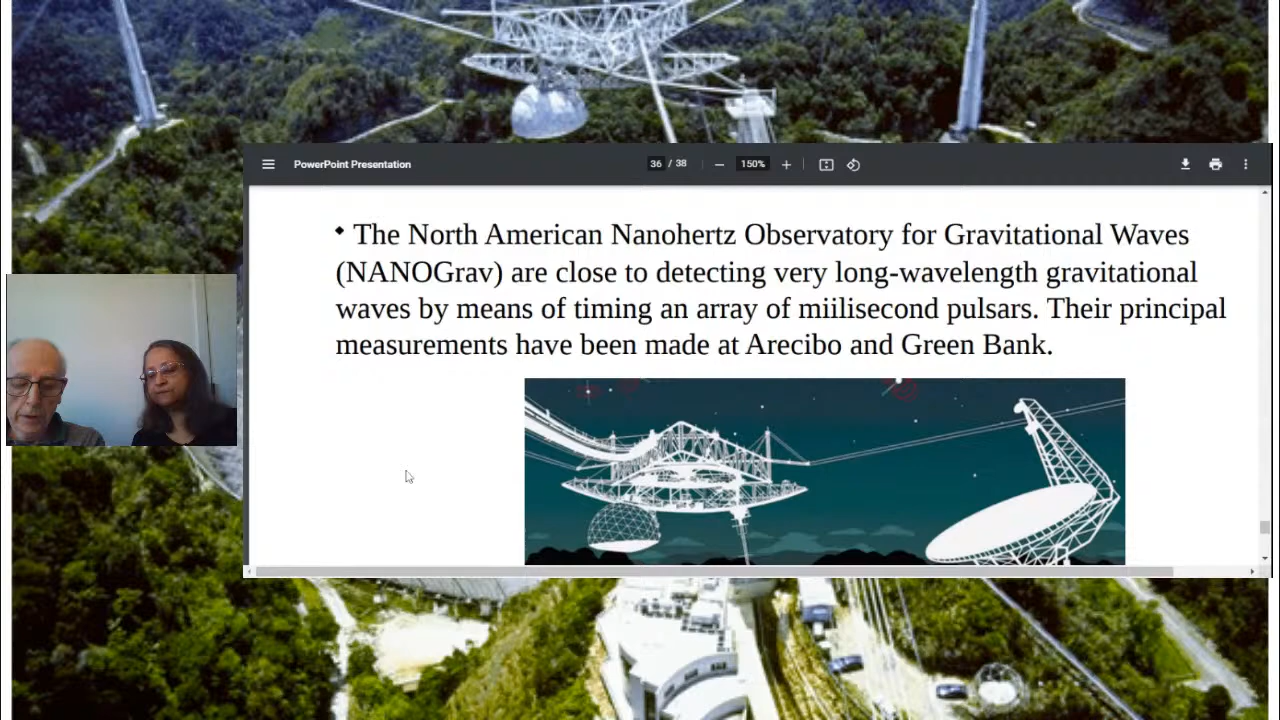 PowerPoint Presentation
36 / 38
150%
• The North American Nanohertz Observatory for Gravitational Waves
(NANOGrav) are close to detecting very long-wavelength gravitational
waves by means of timing an array of miilisecond pulsars. Their principal
measurements have been made at Arecibo and Green Bank.